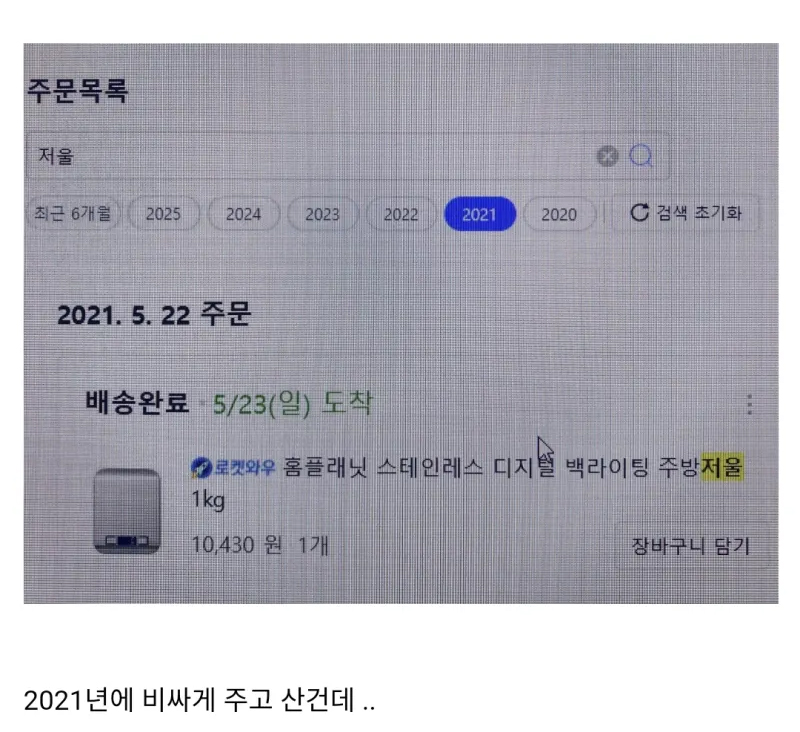 주문목록
저울
최근 6개월 2025 2024 2023 2022 2021 2020 검색 초기화
2021. 5. 22 주문
배송완료 · 5/23(일) 도착
로켓와우 홈플래닛 스테인레스 디지털 백라이팅 주방저울
1kg
10,430 원 1개
장바구니 담기
2021년에 비싸게 주고 산건데 ..